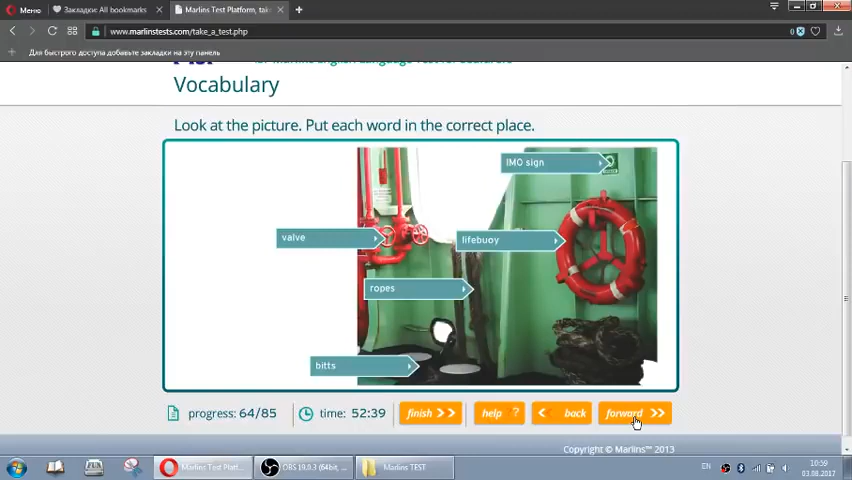 Меню
Закладки: All bookmarks
Marlins Test Platform, take
www.marlinstests.com/take_a_test.php
0
Для быстрого доступа добавьте закладки на эту панель
Vocabulary
Look at the picture. Put each word in the correct place.
IMO sign
valve
lifebuoy
ropes
bitts
progress: 64/85
time: 52:39
finish >>
help ?
<< back
forward >>
Copyright © Marlins™ 2013
Marlins Test Platf...
OBS 19.0.3 (64bit, ...
Marlins TEST
EN
10:59
03.08.2017